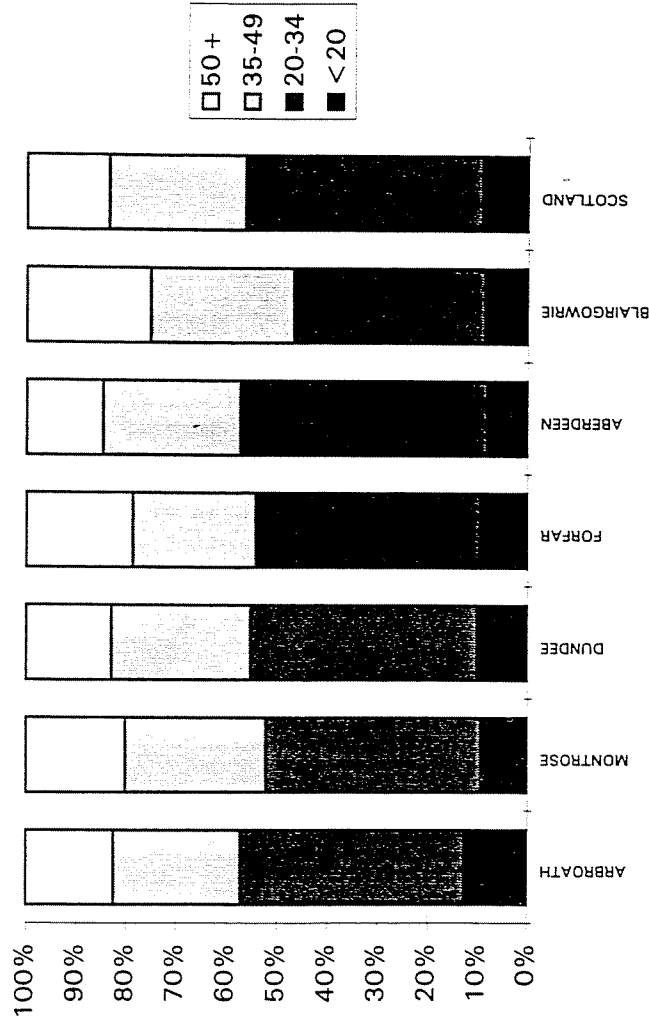 50+
35-49
20-34
<20
100%
90%
80%
70%
60%
50%
40%
30%
20%
10%
0%
ARBROATH
MONTROSE
DUNDEE
FORFAR
ABERDEEN
BLAIRGOWRIE
SCOTLAND